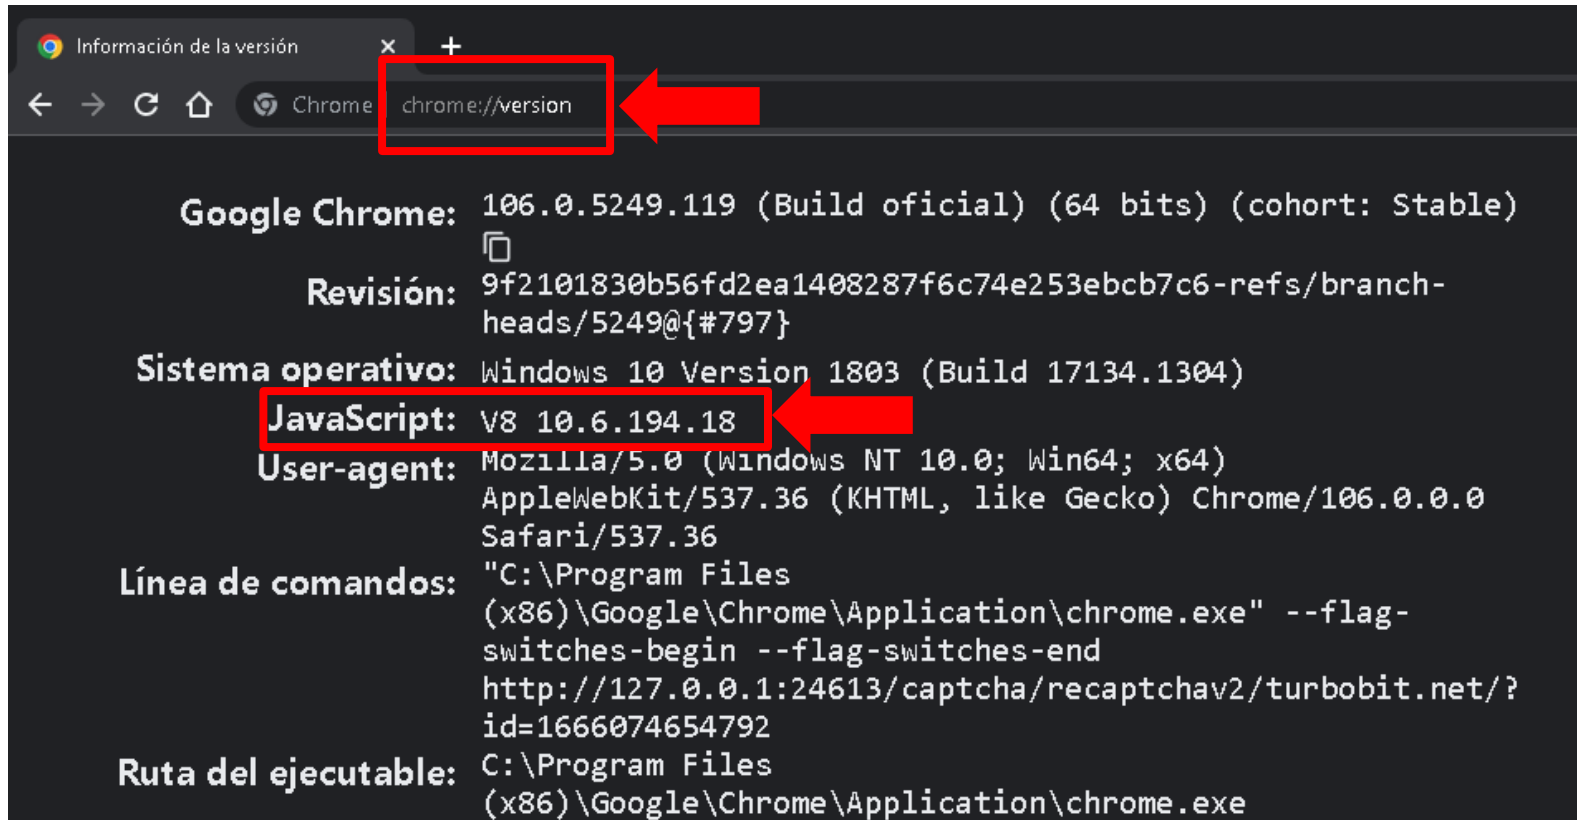 Información de la versión
Chrome chrome://version
Google Chrome: 106.0.5249.119 (Build oficial) (64 bits) (cohort: Stable)
Revisión: 9f2101830b56fd2ea1408287f6c74e253ebcb7c6-refs/branch-
heads/5249@{#797}
Sistema operativo: Windows 10 Version 1803 (Build 17134.1304)
JavaScript: V8 10.6.194.18
User-agent: Mozilla/5.0 (Windows NT 10.0; Win64; x64)
AppleWebKit/537.36 (KHTML, like Gecko) Chrome/106.0.0.0
Safari/537.36
Línea de comandos: "C:\Program Files
(x86)\Google\Chrome\Application\chrome.exe" --flag-
switches-begin --flag-switches-end
http://127.0.0.1:24613/captcha/recaptchav2/turbobit.net/?
id=1666074654792
Ruta del ejecutable: C:\Program Files
(x86)\Google\Chrome\Application\chrome.exe